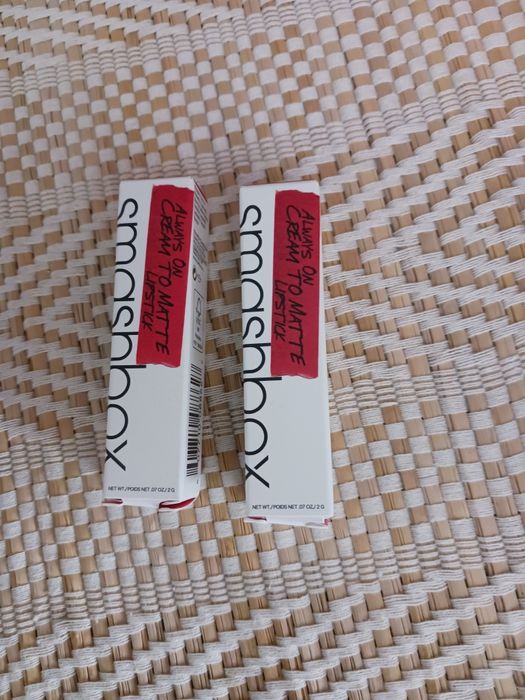 smashbox
ALWAYS ON
CREAM TO MATTE
LIPSTICK
NET WT./POIDS NET .07 OZ./2 G
smashbox
ALWAYS ON
CREAM TO MATTE
LIPSTICK
NET WT./POIDS NET .07 OZ./2 G